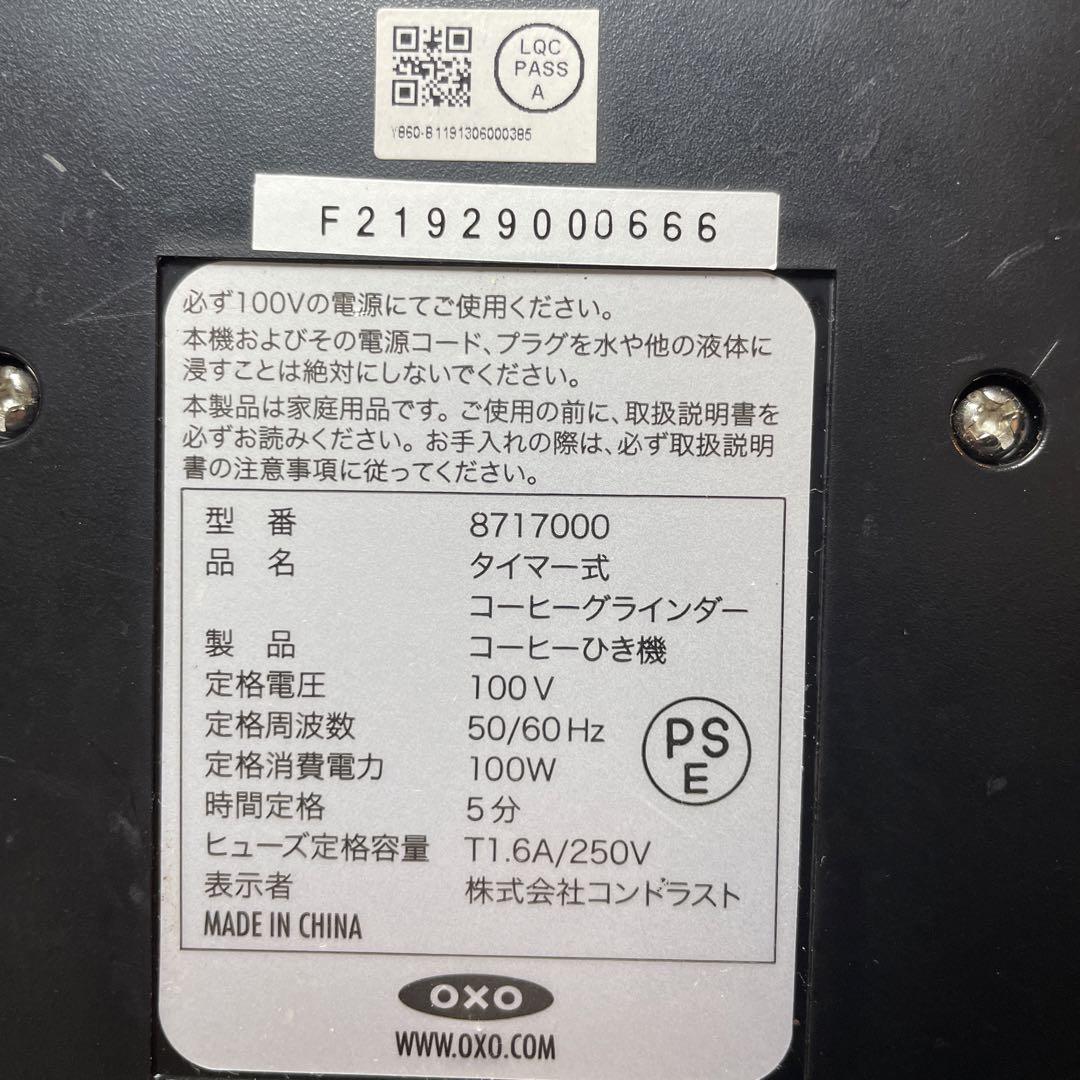 LQC
PASS
A
Y860-B1191306000385
F21929000666
必ず100Vの電源にてご使用ください。
本機およびその電源コード、プラグを水や他の液体に
浸すことは絶対にしないでください。
本製品は家庭用品です。ご使用の前に、取扱説明書を
必ずお読みください。お手入れの際は、必ず取扱説明
書の注意事項に従ってください。
型 番 8717000
品 名 タイマー式
コーヒーグラインダー
製 品 コーヒーひき機
定格電圧 100V
定格周波数 50/60Hz
定格消費電力 100W
時間定格 5分
ヒューズ定格容量 T1.6A/250V
表示者 株式会社コンドラスト
MADE IN CHINA
PS
E
OXO
WWW.OXO.COM